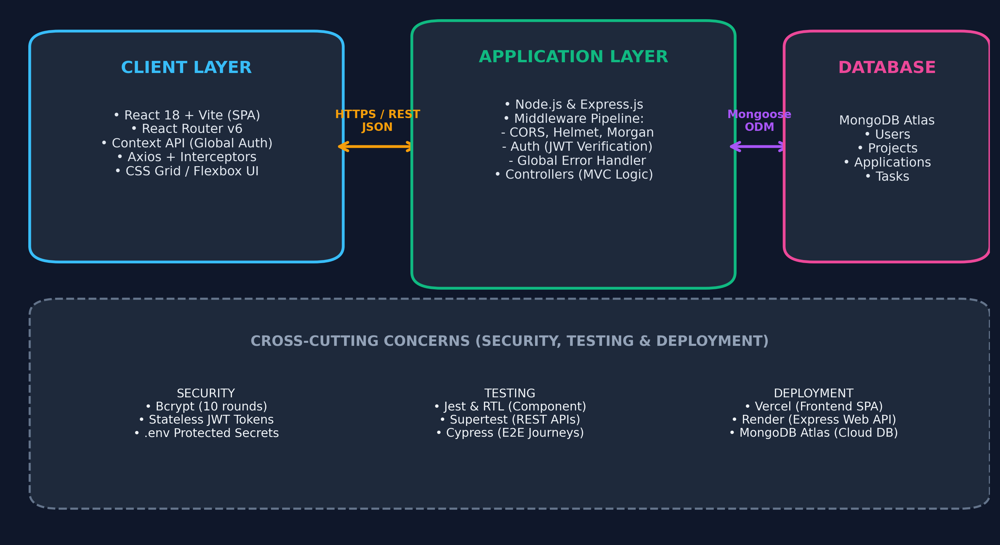 CLIENT LAYER
• React 18 + Vite (SPA)
• React Router v6
• Context API (Global Auth)
• Axios + Interceptors
• CSS Grid / Flexbox UI
HTTPS / REST
JSON
APPLICATION LAYER
• Node.js & Express.js
• Middleware Pipeline:
- CORS, Helmet, Morgan
- Auth (JWT Verification)
- Global Error Handler
• Controllers (MVC Logic)
Mongoose
ODM
DATABASE
MongoDB Atlas
• Users
• Projects
• Applications
• Tasks
CROSS-CUTTING CONCERNS (SECURITY, TESTING & DEPLOYMENT)
SECURITY
• Bcrypt (10 rounds)
• Stateless JWT Tokens
• .env Protected Secrets
TESTING
• Jest & RTL (Component)
• Supertest (REST APIs)
• Cypress (E2E Journeys)
DEPLOYMENT
• Vercel (Frontend SPA)
• Render (Express Web API)
• MongoDB Atlas (Cloud DB)